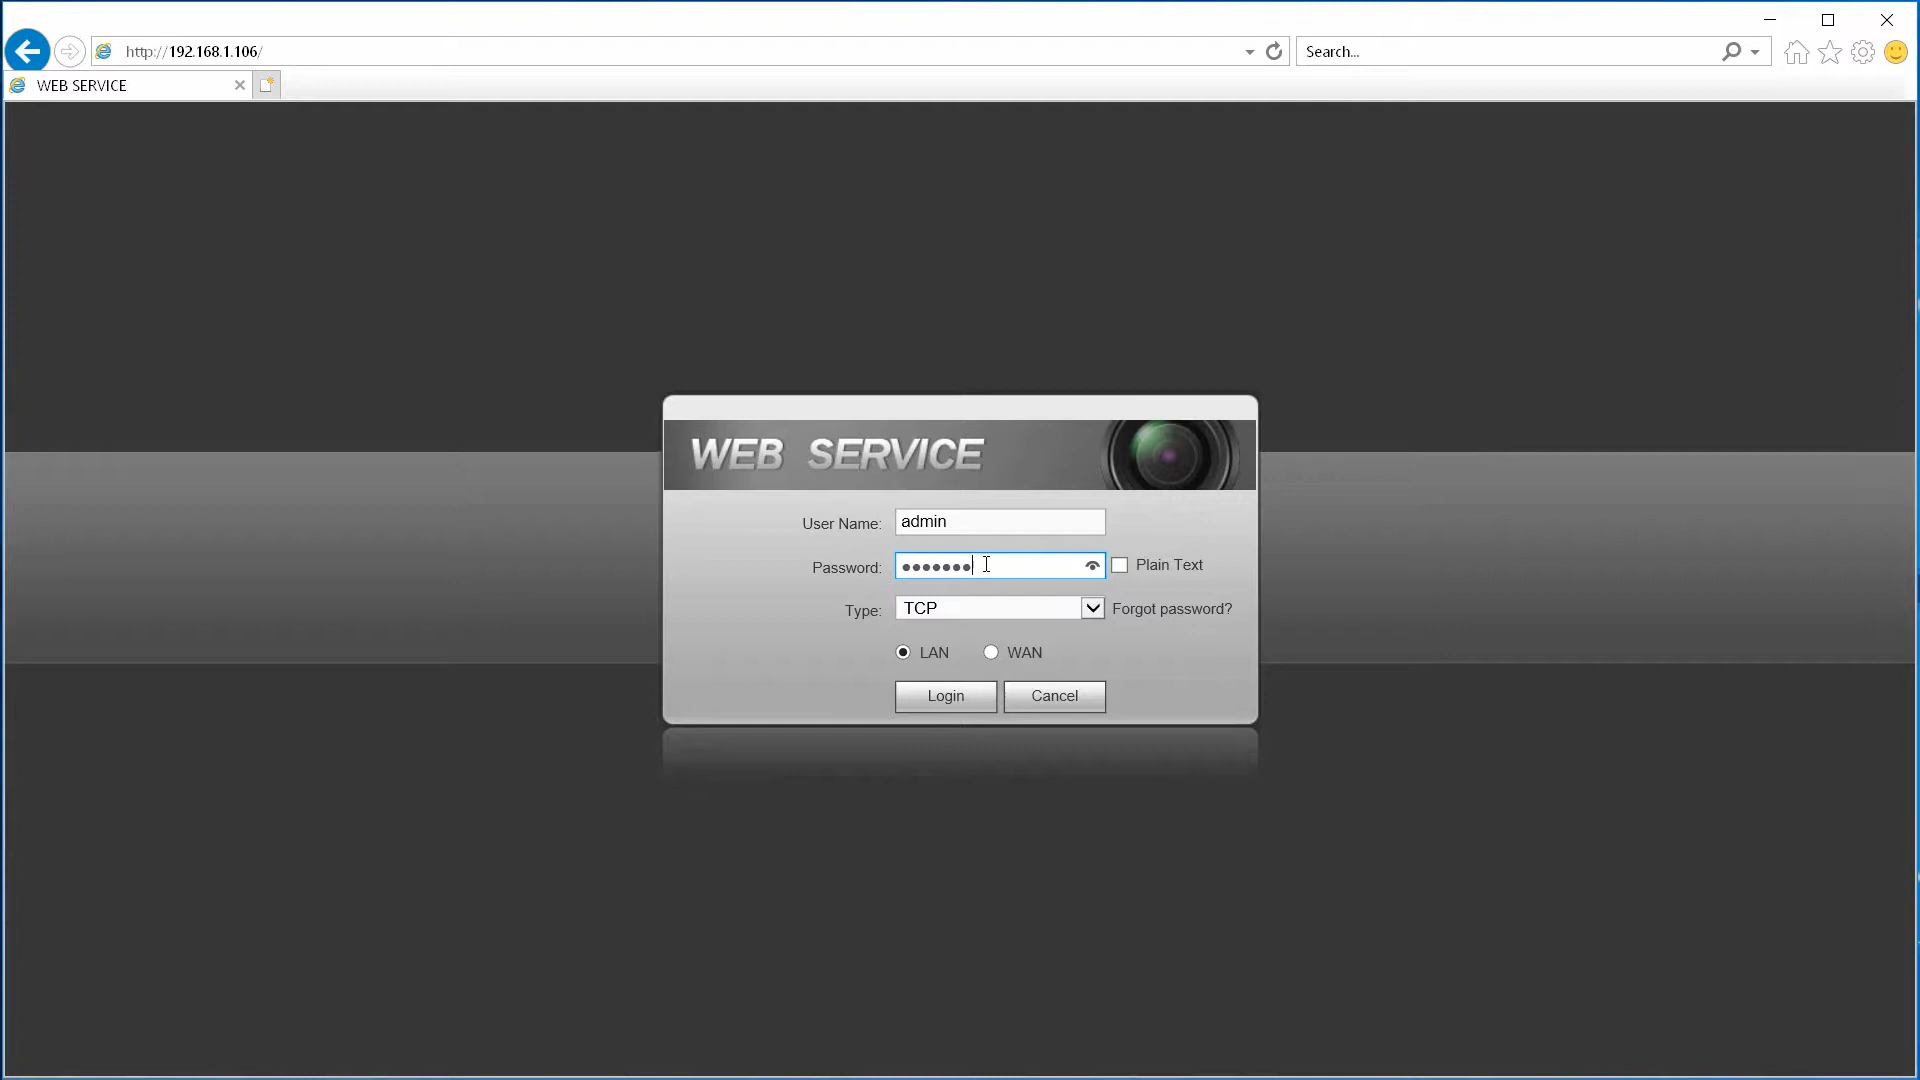 http://192.168.1.106/
Search...
WEB SERVICE
WEB SERVICE
User Name: admin
Password: ●●●●●●● Plain Text
Type: TCP Forgot password?
LAN WAN
Login Cancel